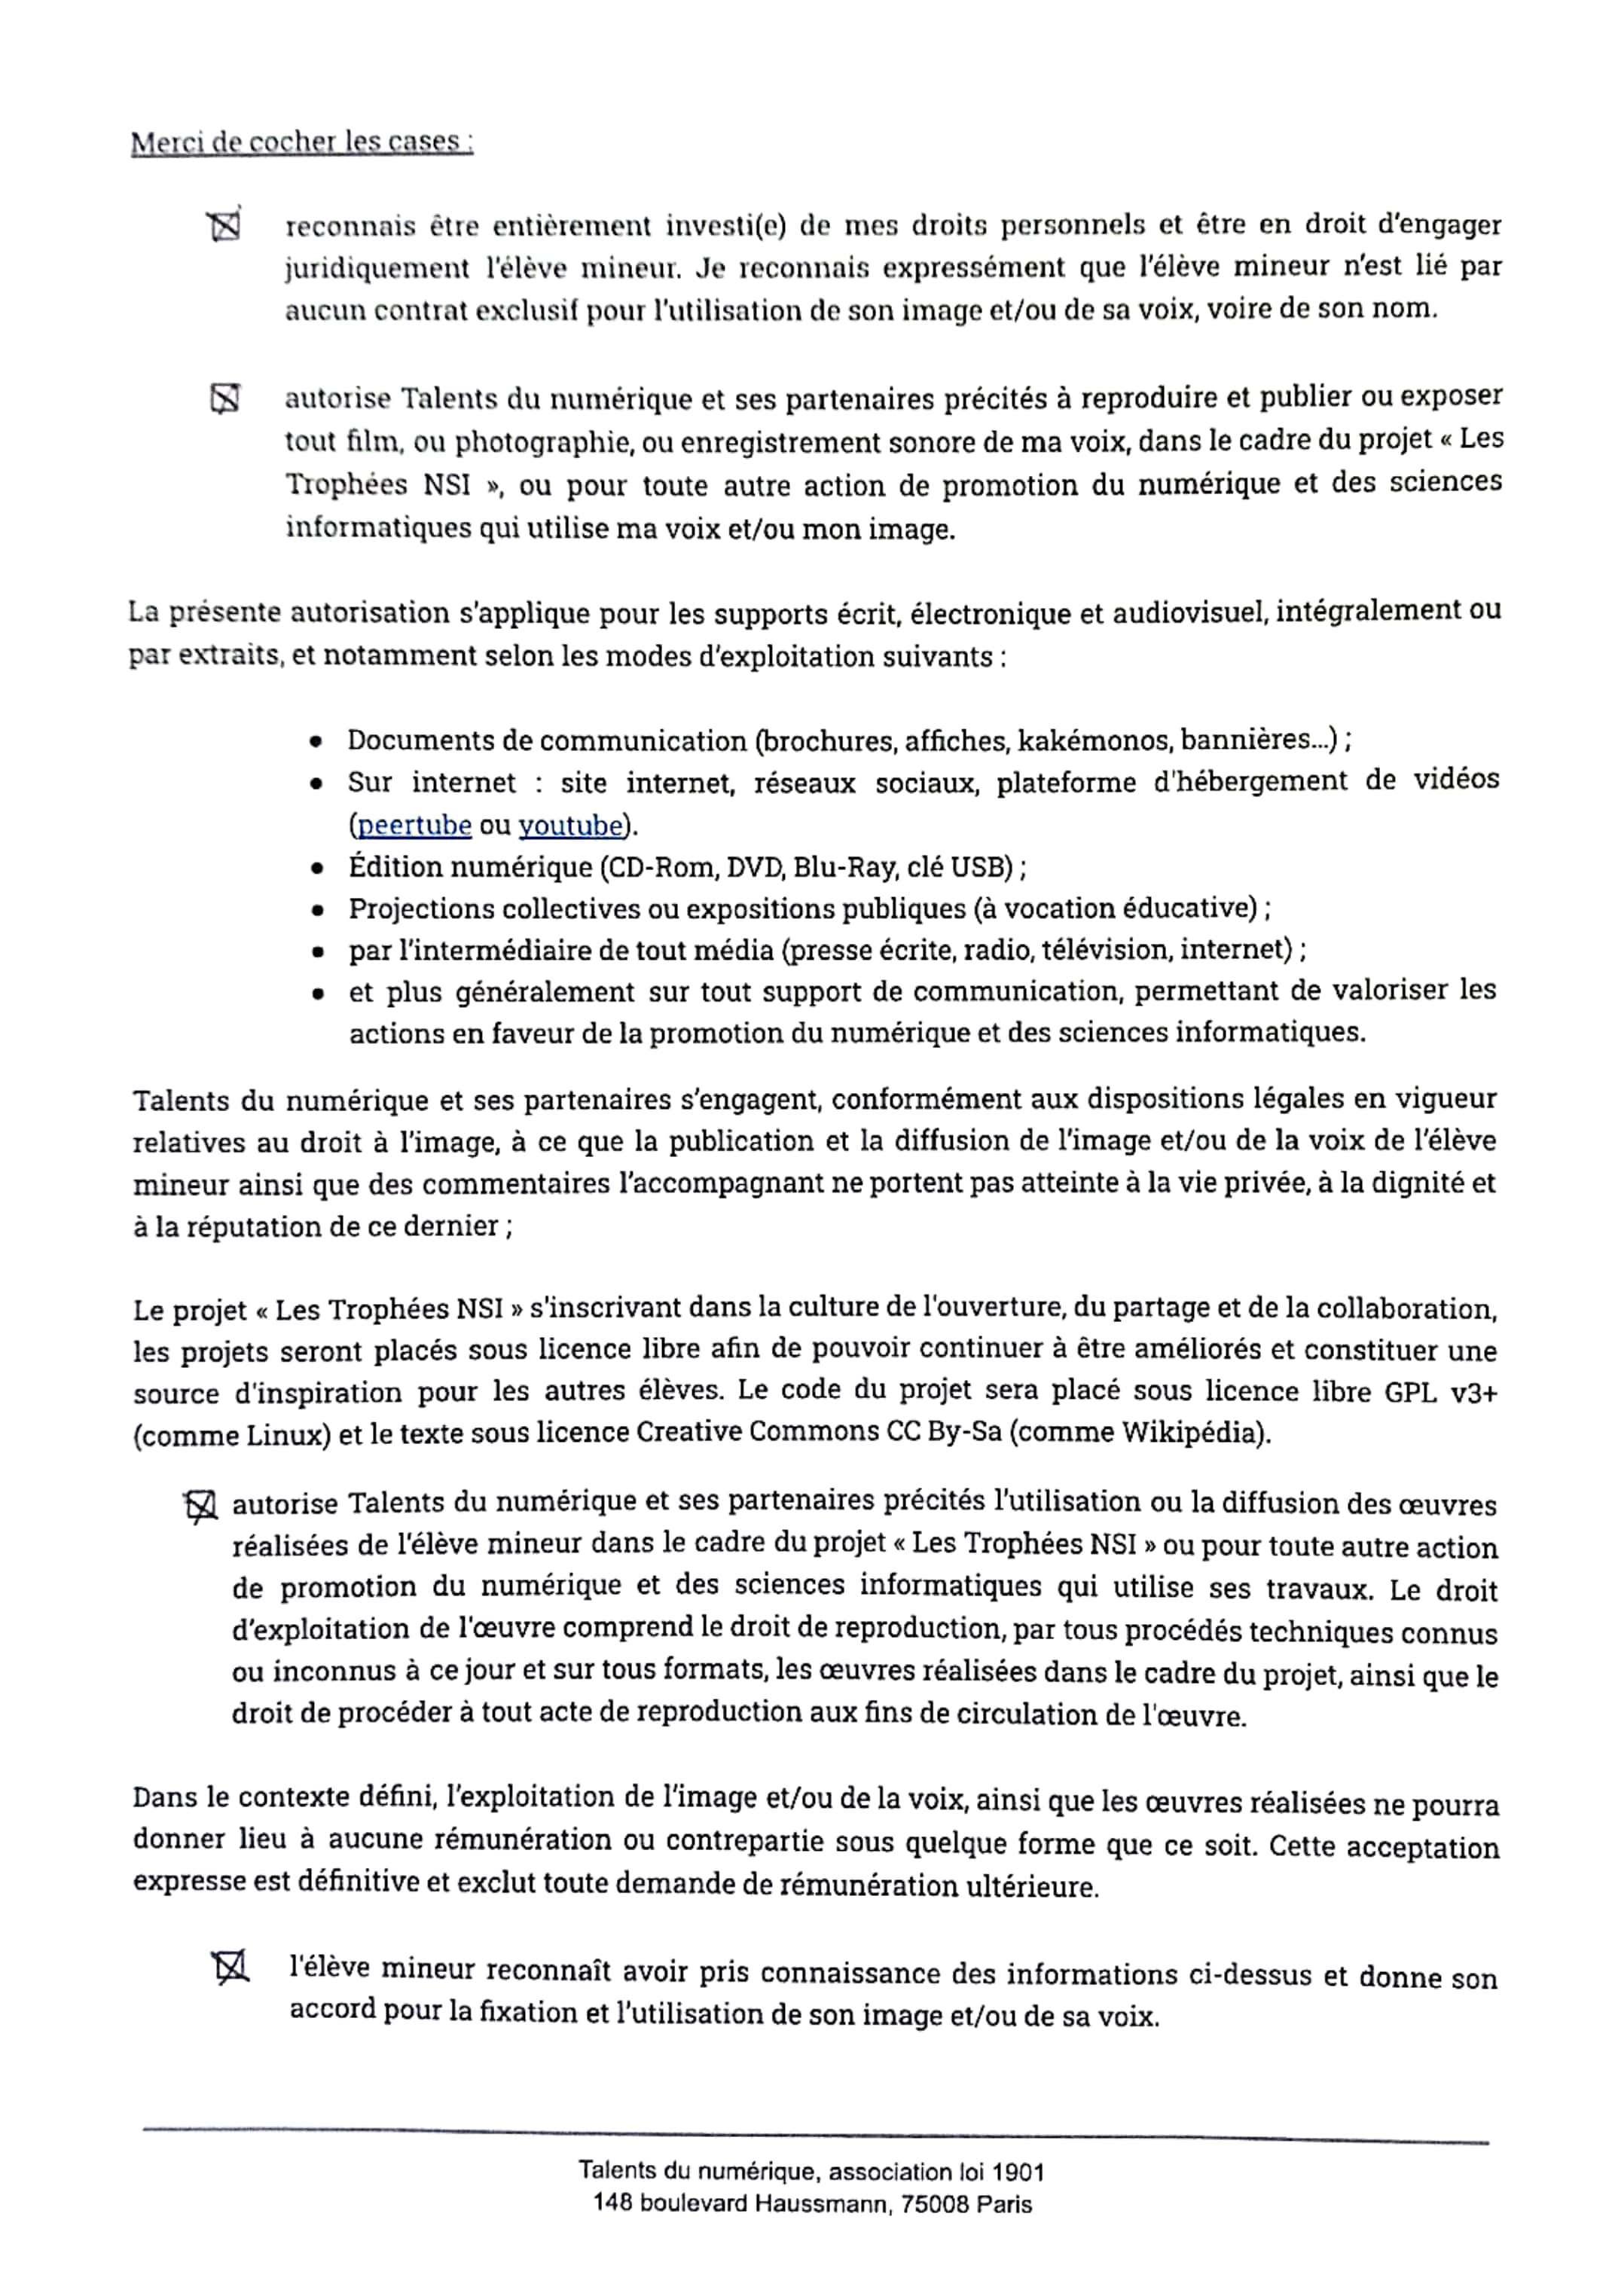 Merci de cocher les cases :
reconnais être entièrement investi(e) de mes droits personnels et être en droit d'engager
juridiquement l'élève mineur. Je reconnais expressément que l'élève mineur n'est lié par
aucun contrat exclusif pour l'utilisation de son image et/ou de sa voix, voire de son nom.
autorise Talents du numérique et ses partenaires précités à reproduire et publier ou exposer
tout film, ou photographie, ou enregistrement sonore de ma voix, dans le cadre du projet « Les
Trophées NSI », ou pour toute autre action de promotion du numérique et des sciences
informatiques qui utilise ma voix et/ou mon image.
La présente autorisation s'applique pour les supports écrit, électronique et audiovisuel, intégralement ou
par extraits, et notamment selon les modes d'exploitation suivants :
• Documents de communication (brochures, affiches, kakémonos, bannières...) ;
• Sur internet : site internet, réseaux sociaux, plateforme d'hébergement de vidéos
(peertube ou youtube).
• Édition numérique (CD-Rom, DVD, Blu-Ray, clé USB) ;
• Projections collectives ou expositions publiques (à vocation éducative) ;
• par l'intermédiaire de tout média (presse écrite, radio, télévision, internet) ;
• et plus généralement sur tout support de communication, permettant de valoriser les
actions en faveur de la promotion du numérique et des sciences informatiques.
Talents du numérique et ses partenaires s'engagent, conformément aux dispositions légales en vigueur
relatives au droit à l'image, à ce que la publication et la diffusion de l'image et/ou de la voix de l'élève
mineur ainsi que des commentaires l'accompagnant ne portent pas atteinte à la vie privée, à la dignité et
à la réputation de ce dernier ;
Le projet « Les Trophées NSI » s'inscrivant dans la culture de l'ouverture, du partage et de la collaboration,
les projets seront placés sous licence libre afin de pouvoir continuer à être améliorés et constituer une
source d'inspiration pour les autres élèves. Le code du projet sera placé sous licence libre GPL v3+
(comme Linux) et le texte sous licence Creative Commons CC By-Sa (comme Wikipédia).
autorise Talents du numérique et ses partenaires précités l'utilisation ou la diffusion des œuvres
réalisées de l'élève mineur dans le cadre du projet « Les Trophées NSI » ou pour toute autre action
de promotion du numérique et des sciences informatiques qui utilise ses travaux. Le droit
d'exploitation de l'œuvre comprend le droit de reproduction, par tous procédés techniques connus
ou inconnus à ce jour et sur tous formats, les œuvres réalisées dans le cadre du projet, ainsi que le
droit de procéder à tout acte de reproduction aux fins de circulation de l'œuvre.
Dans le contexte défini, l'exploitation de l'image et/ou de la voix, ainsi que les œuvres réalisées ne pourra
donner lieu à aucune rémunération ou contrepartie sous quelque forme que ce soit. Cette acceptation
expresse est définitive et exclut toute demande de rémunération ultérieure.
l'élève mineur reconnaît avoir pris connaissance des informations ci-dessus et donne son
accord pour la fixation et l'utilisation de son image et/ou de sa voix.
Talents du numérique, association loi 1901
148 boulevard Haussmann, 75008 Paris